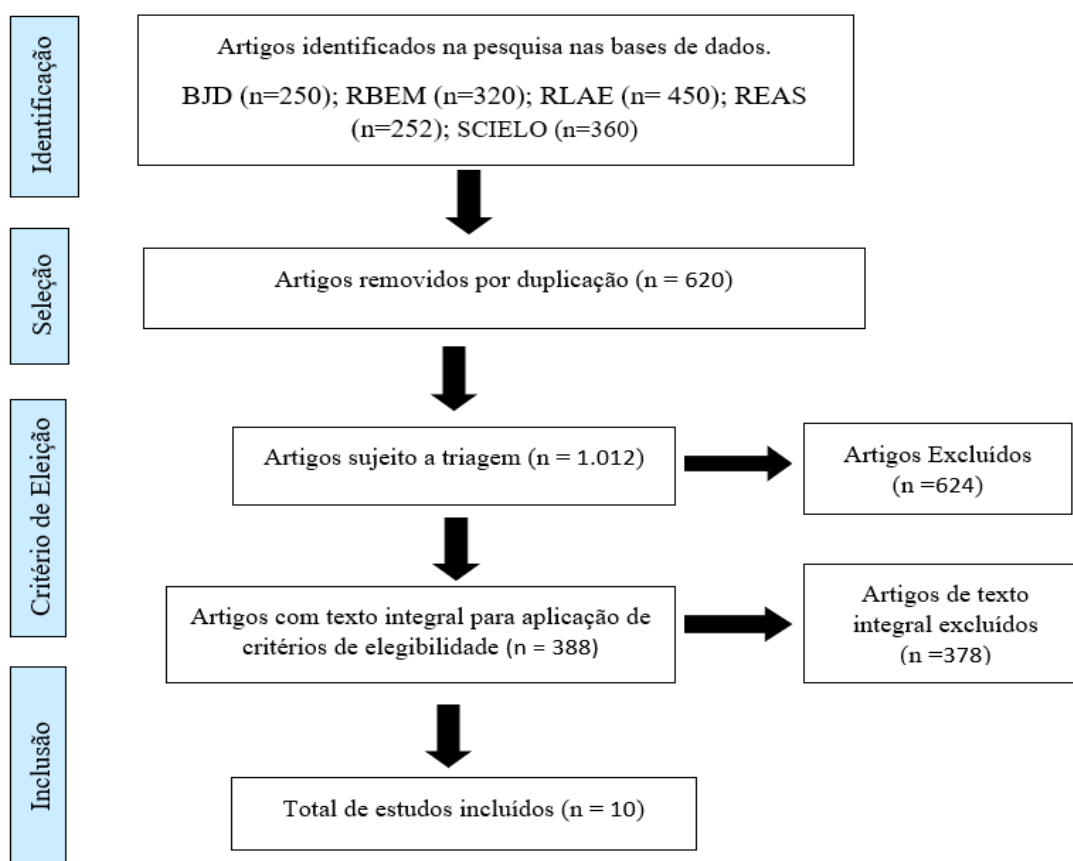 Identificação
Artigos identificados na pesquisa nas bases de dados.
BJD (n=250); RBEM (n=320); RLAE (n= 450); REAS
(n=252); SCIELO (n=360)
Seleção
Artigos removidos por duplicação (n = 620)
Critério de Eleição
Artigos sujeito a triagem (n = 1.012)
Artigos Excluídos
(n =624)
Artigos com texto integral para aplicação de
critérios de elegibilidade (n = 388)
Artigos de texto
integral excluídos
(n =378)
Inclusão
Total de estudos incluídos (n = 10)